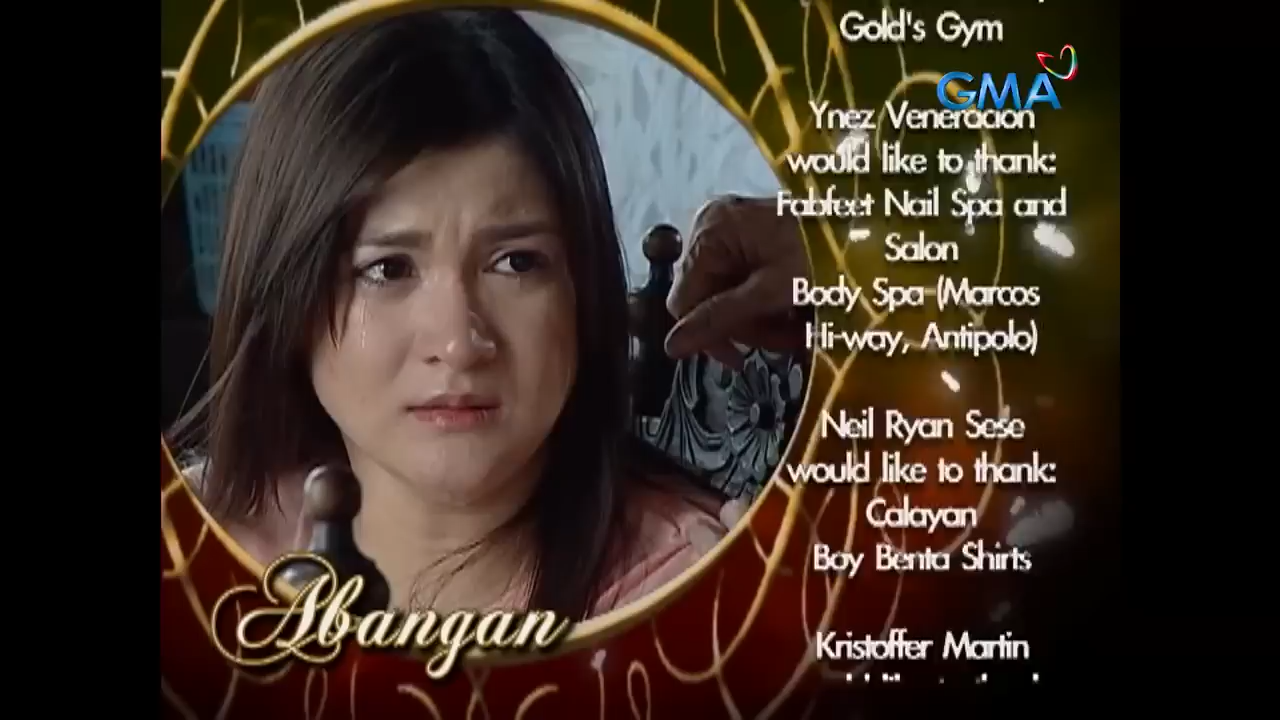 Gold's Gym
GMA
Ynez Veneracion
would like to thank:
Fabfeet Nail Spa and
Salon
Body Spa (Marcos
Hi-way, Antipolo)
Neil Ryan Sese
would like to thank:
Calayan
Boy Benta Shirts
Kristoffer Martin
Abangan